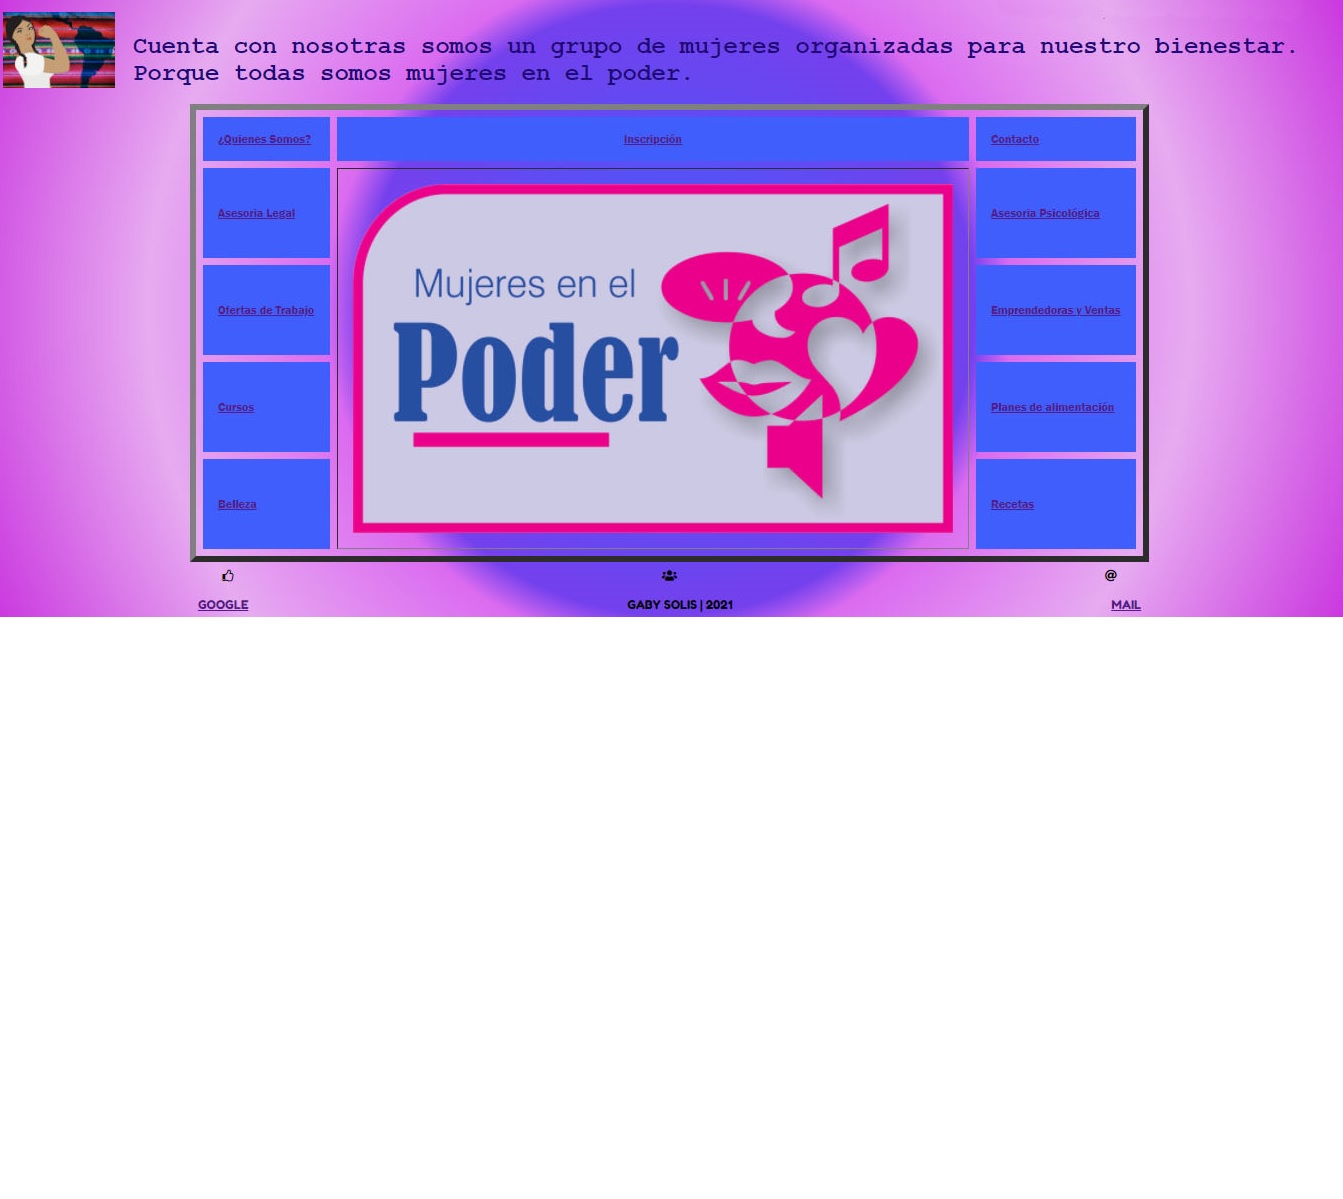 Cuenta con nosotras somos un grupo de mujeres organizadas para nuestro bienestar.
Porque todas somos mujeres en el poder.
¿Quienes Somos?
Inscripción
Contacto
Asesoria Legal
Asesoría Psicológica
Mujeres en el
Poder
Ofertas de Trabajo
Emprendedoras y Ventas
Cursos
Planes de alimentación
Belleza
Recetas
@
GOOGLE
GABY SOLIS | 2021
MAIL